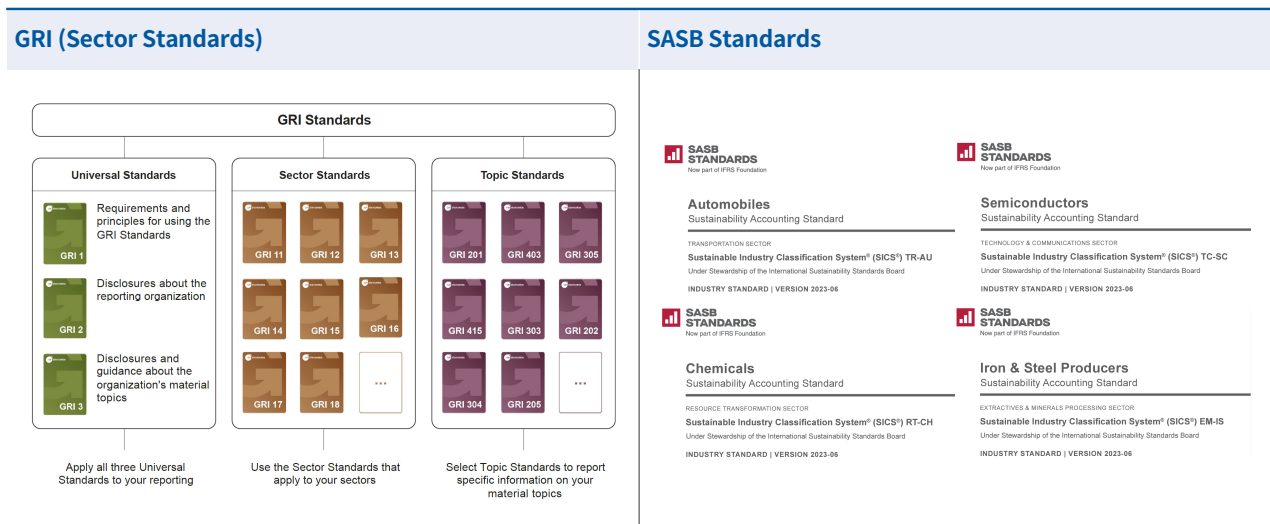 GRI (Sector Standards)
GRI Standards
Universal Standards
GRI 1
Requirements and
principles for using the
GRI Standards
GRI 2
Disclosures about the
reporting organization
GRI 3
Disclosures and
guidance about the
organization's material
topics
Apply all three Universal
Standards to your reporting
Sector Standards
GRI 11
GRI 12
GRI 13
GRI 14
GRI 15
GRI 16
GRI 17
GRI 18
...
Use the Sector Standards that
apply to your sectors
Topic Standards
GRI 201
GRI 403
GRI 305
GRI 415
GRI 303
GRI 202
GRI 304
GRI 205
...
Select Topic Standards to report
specific information on your
material topics
SASB Standards
SASB
STANDARDS
Now part of IFRS Foundation
Automobiles
Sustainability Accounting Standard
TRANSPORTATION SECTOR
Sustainable Industry Classification System® (SICS®) TR-AU
Under Stewardship of the International Sustainability Standards Board
INDUSTRY STANDARD | VERSION 2023-06
SASB
STANDARDS
Now part of IFRS Foundation
Semiconductors
Sustainability Accounting Standard
TECHNOLOGY & COMMUNICATIONS SECTOR
Sustainable Industry Classification System® (SICS®) TC-SC
Under Stewardship of the International Sustainability Standards Board
INDUSTRY STANDARD | VERSION 2023-06
SASB
STANDARDS
Now part of IFRS Foundation
Chemicals
Sustainability Accounting Standard
RESOURCE TRANSFORMATION SECTOR
Sustainable Industry Classification System® (SICS®) RT-CH
Under Stewardship of the International Sustainability Standards Board
INDUSTRY STANDARD | VERSION 2023-06
SASB
STANDARDS
Now part of IFRS Foundation
Iron & Steel Producers
Sustainability Accounting Standard
EXTRACTIVES & MINERALS PROCESSING SECTOR
Sustainable Industry Classification System® (SICS®) EM-IS
Under Stewardship of the International Sustainability Standards Board
INDUSTRY STANDARD | VERSION 2023-06